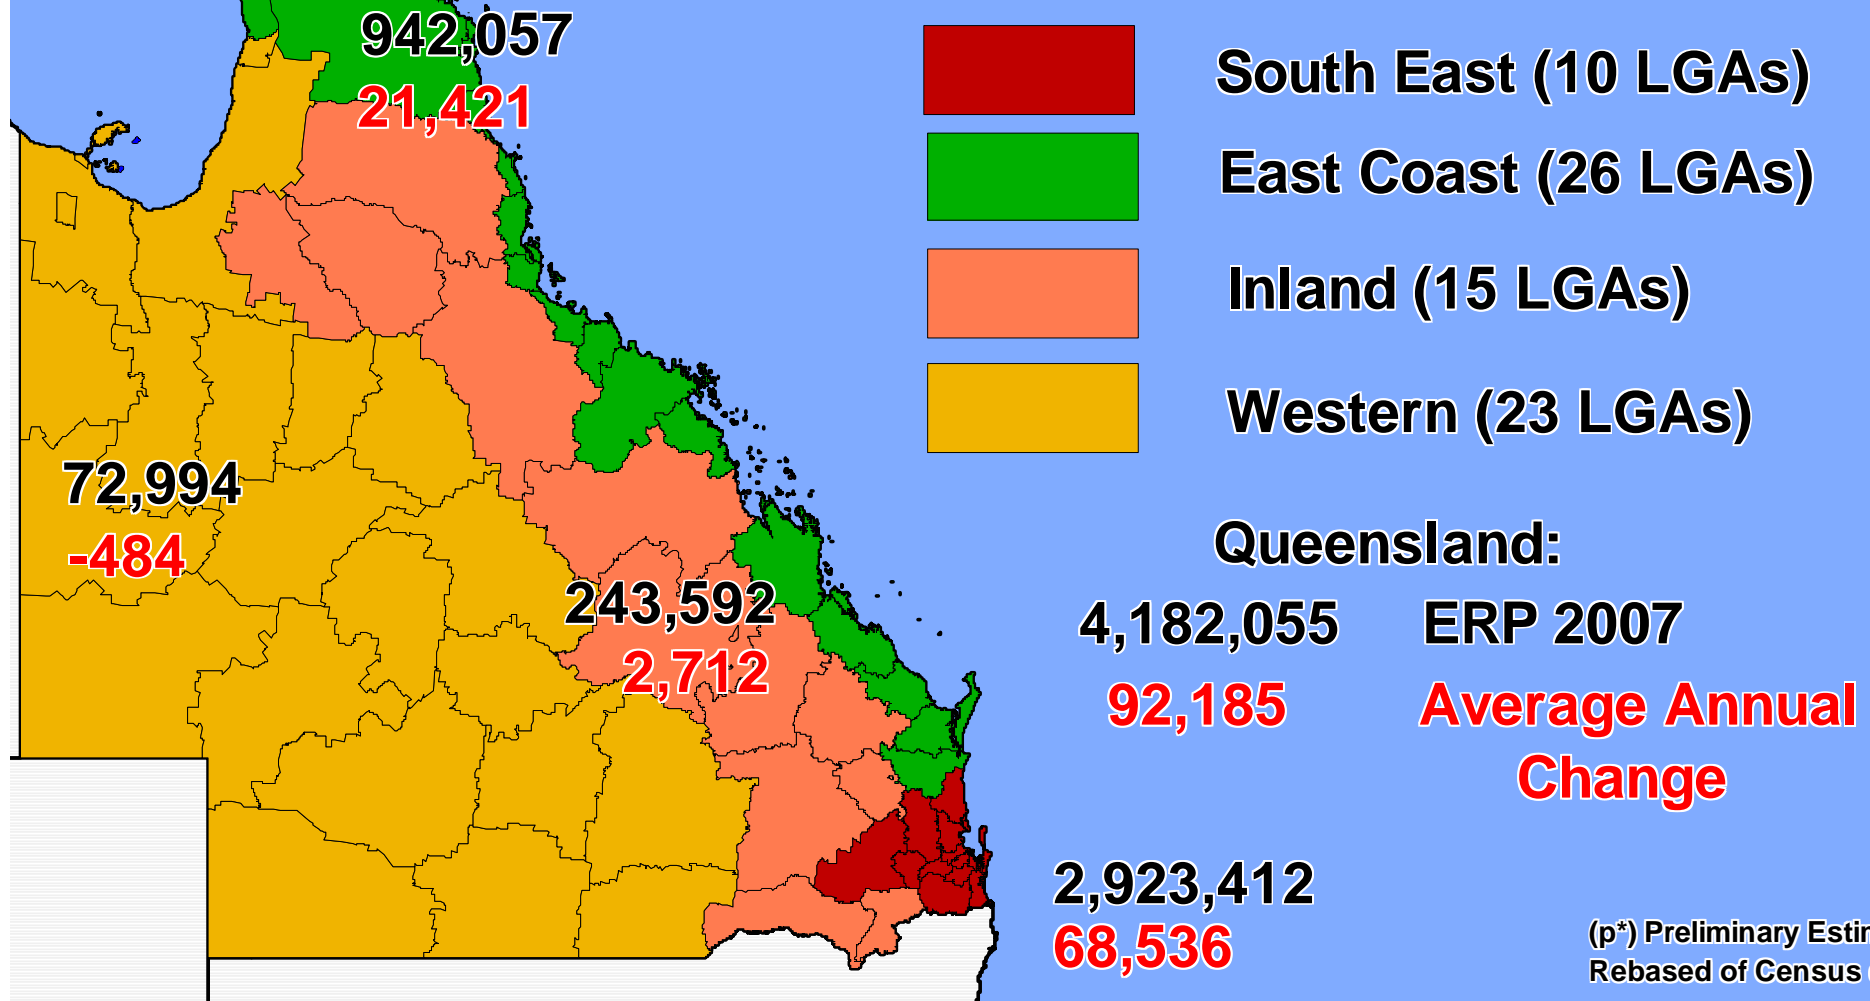 942,057
21,421
South East (10 LGAs)
East Coast (26 LGAs)
Inland (15 LGAs)
Western (23 LGAs)
72,994
-484
243,592
2,712
Queensland:
4,182,055 ERP 2007
92,185 Average Annual
Change
2,923,412
68,536
(p*) Preliminary
Rebased of Census